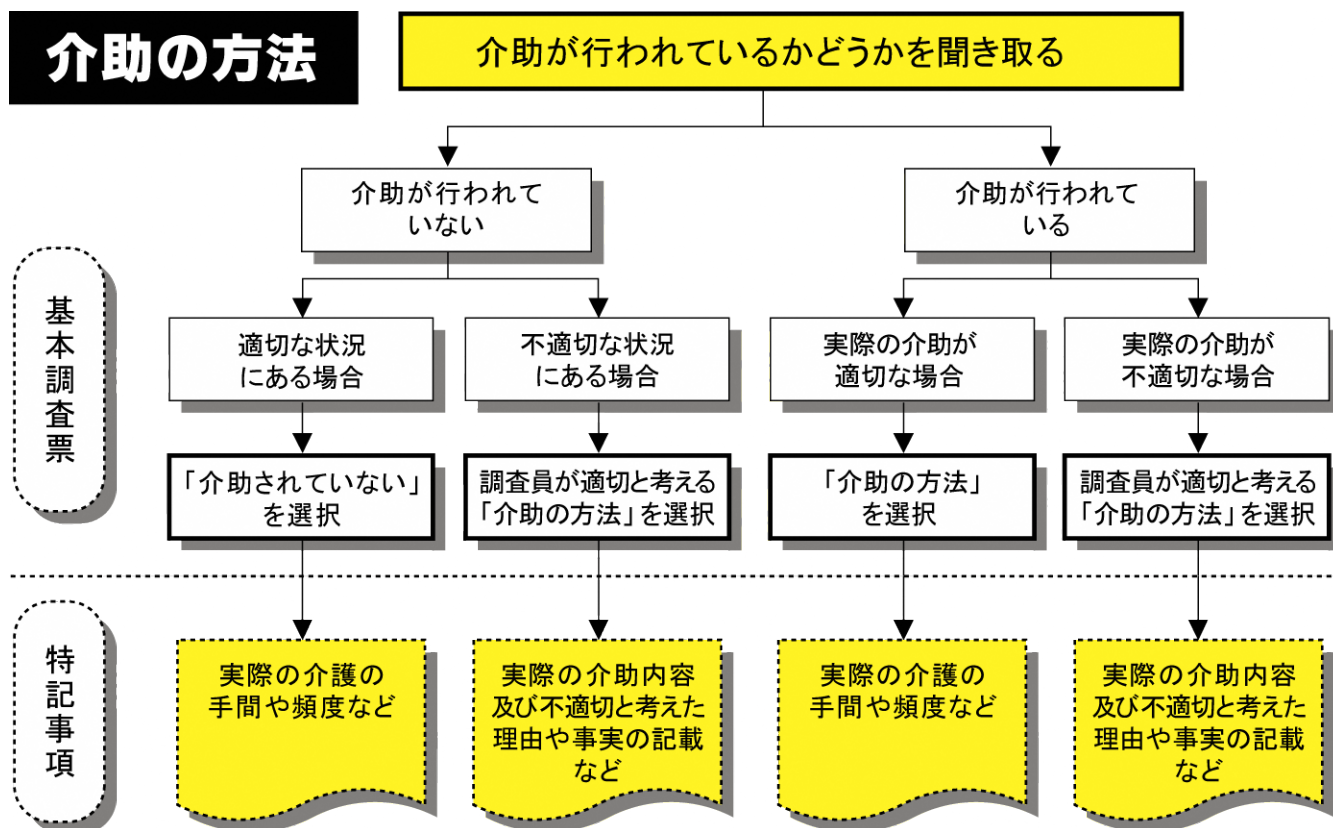 介助の方法
介助が行われているかどうかを聞き取る
介助が行われて
いない
介助が行われて
いる
基本調査票
適切な状況
にある場合
不適切な状況
にある場合
実際の介助が
適切な場合
実際の介助が
不適切な場合
「介助されていない」
を選択
調査員が適切と考える
「介助の方法」を選択
「介助の方法」
を選択
調査員が適切と考える
「介助の方法」を選択
特記事項
実際の介護の
手間や頻度など
実際の介助内容
及び不適切と考えた
理由や事実の記載
など
実際の介護の
手間や頻度など
実際の介助内容
及び不適切と考えた
理由や事実の記載
など